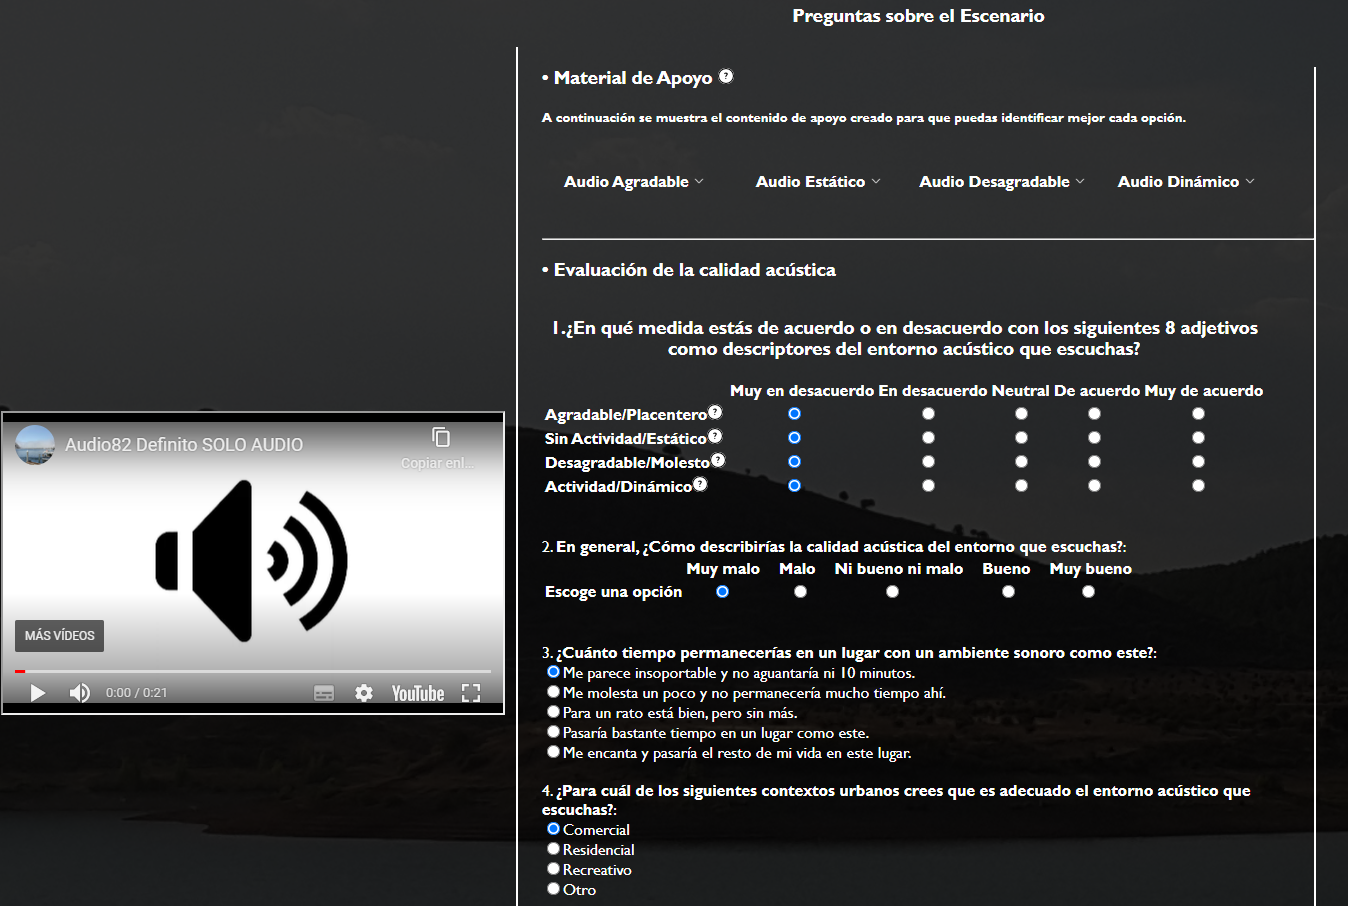 Preguntas sobre el Escenario
• Material de Apoyo ?
A continuación se muestra el contenido de apoyo creado para que puedas identificar mejor cada opción.
Audio Agradable
Audio Estático
Audio Desagradable
Audio Dinámico
• Evaluación de la calidad acústica
1.¿En qué medida estás de acuerdo o en desacuerdo con los siguientes 8 adjetivos
como descriptores del entorno acústico que escuchas?
Muy en desacuerdo En desacuerdo Neutral De acuerdo Muy de acuerdo
Agradable/Placentero ?
Sin Actividad/Estático ?
Desagradable/Molesto ?
Actividad/Dinámico ?
2. En general, ¿Cómo describirías la calidad acústica del entorno que escuchas?:
Muy malo Malo Ni bueno ni malo Bueno Muy bueno
Escoge una opción
3. ¿Cuánto tiempo permanecerías en un lugar con un ambiente sonoro como este?:
Me parece insoportable y no aguantaría ni 10 minutos.
Me molesta un poco y no permanecería mucho tiempo ahí.
Para un rato está bien, pero sin más.
Pasaría bastante tiempo en un lugar como este.
Me encanta y pasaría el resto de mi vida en este lugar.
4. ¿Para cuál de los siguientes contextos urbanos crees que es adecuado el entorno acústico que
escuchas?:
Comercial
Residencial
Recreativo
Otro
Audio82 Definito SOLO AUDIO
Copiar enl...
MÁS VÍDEOS
0:00 / 0:21
YouTube